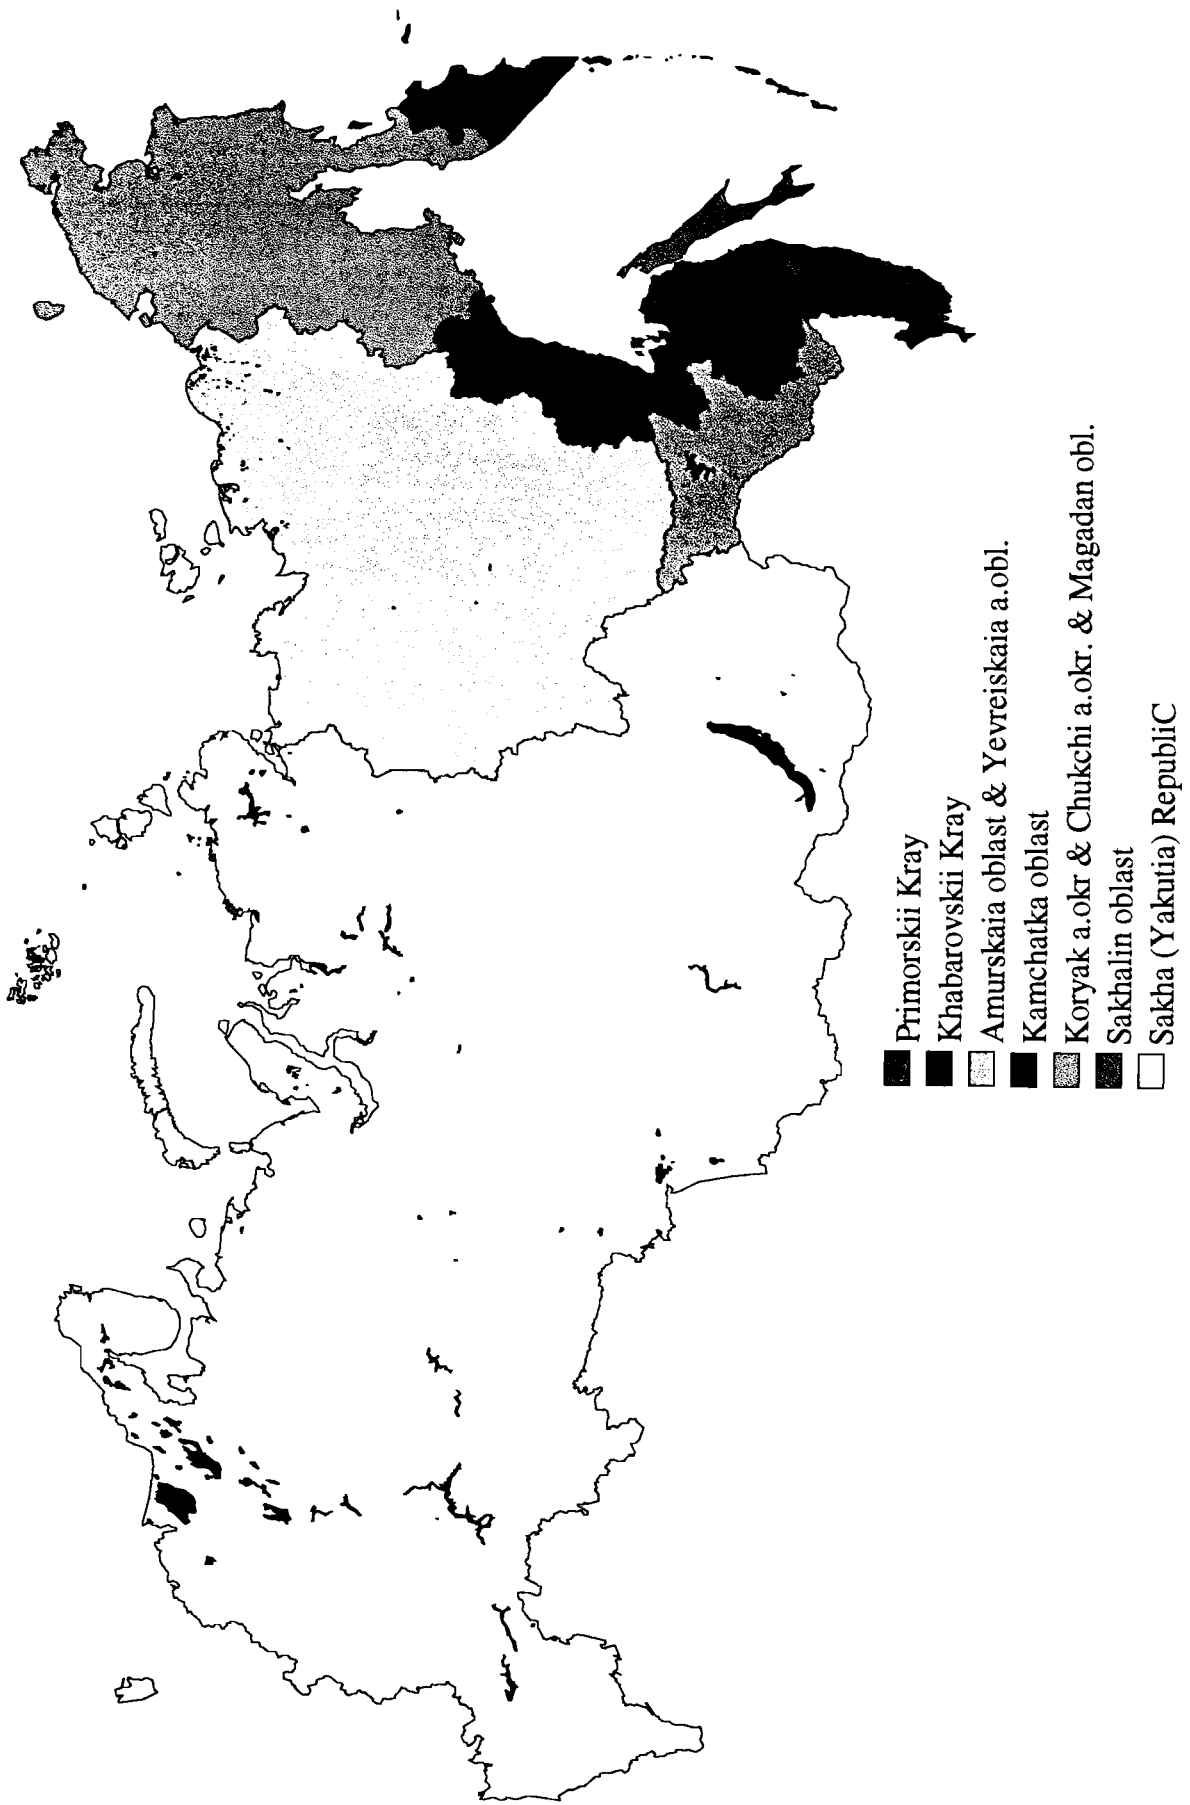 Primorskii Kray
Khabarovskii Kray
Amurskaia oblast & Yevreiskaia a.obl.
Kamchatka oblast
Koryak a.okr & Chukchi a.okr. & Magadan obl.
Sakhalin oblast
Sakha (Yakutia) RepubliC